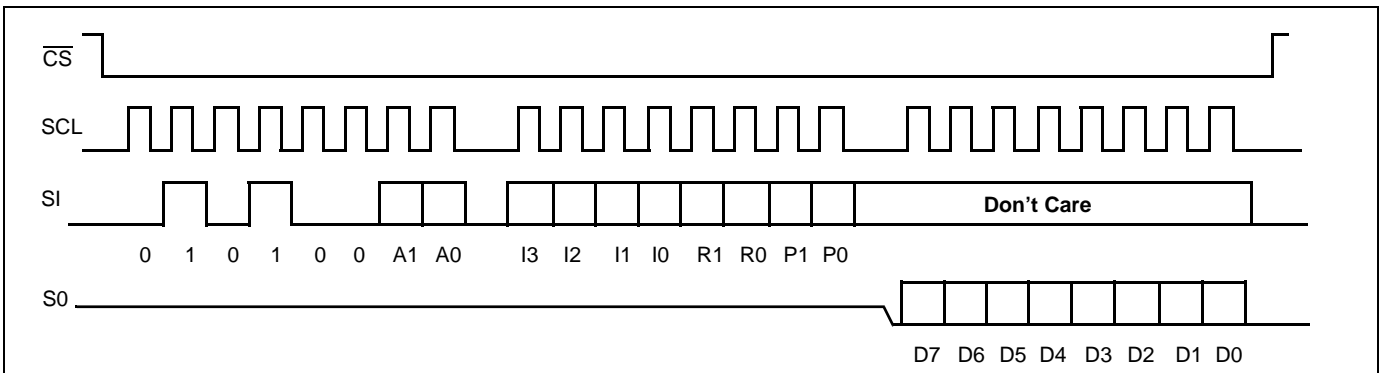 CS
SCL
SI
Don't Care
0 1 0 1 0 0 A1 A0 I3 I2 I1 I0 R1 R0 P1 P0
S0
D7 D6 D5 D4 D3 D2 D1 D0